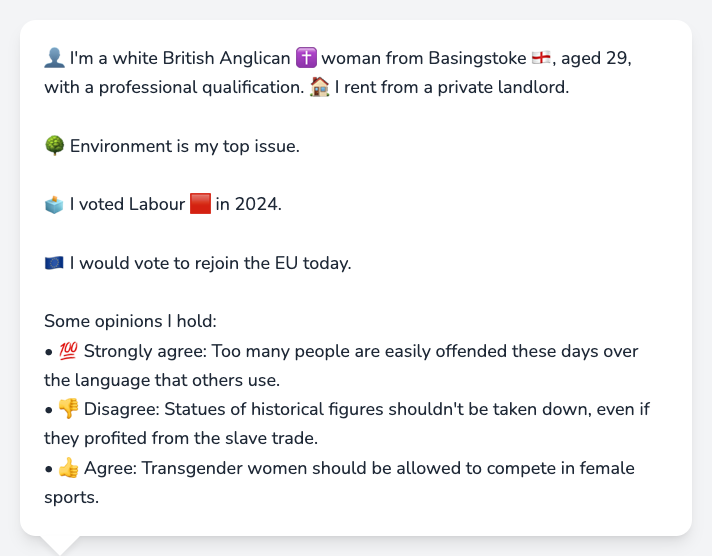 👤 I'm a white British Anglican ✝️ woman from Basingstoke 🏴󠁧󠁢󠁥󠁮󠁧󠁿, aged 29,
with a professional qualification. 🏠 I rent from a private landlord.
🌳 Environment is my top issue.
🗳️ I voted Labour 🟥 in 2024.
🇪🇺 I would vote to rejoin the EU today.
Some opinions I hold:
• 💯 Strongly agree: Too many people are easily offended these days over
the language that others use.
• 👎 Disagree: Statues of historical figures shouldn't be taken down, even if
they profited from the slave trade.
• 👍 Agree: Transgender women should be allowed to compete in female
sports.